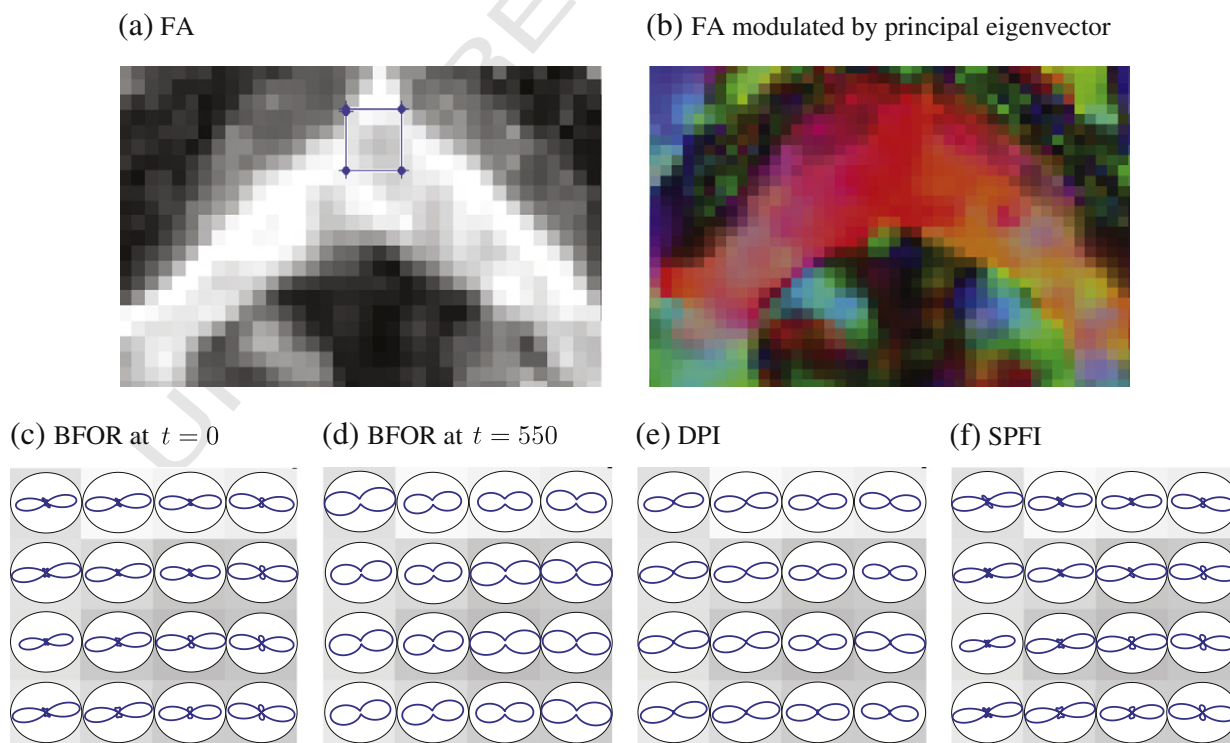 (a) FA
(b) FA modulated by principal eigenvector
(c) BFOR at t = 0
(d) BFOR at t = 550
(e) DPI
(f) SPFI